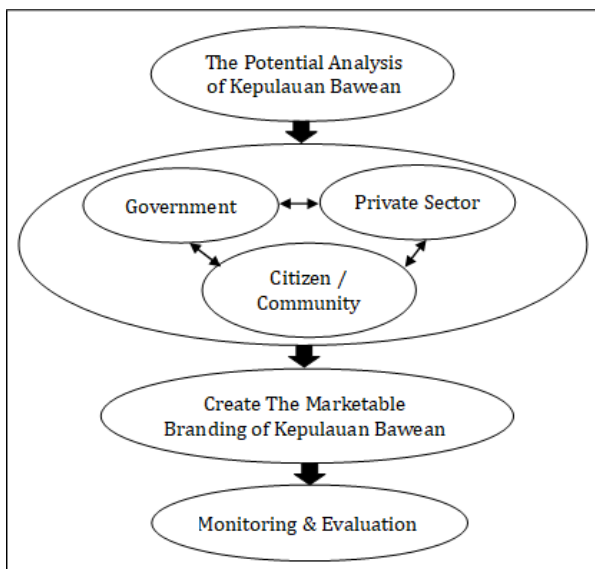 The Potential Analysis
of Kepulauan Bawean
Government
Private Sector
Citizen /
Community
Create The Marketable
Branding of Kepulauan Bawean
Monitoring & Evaluation